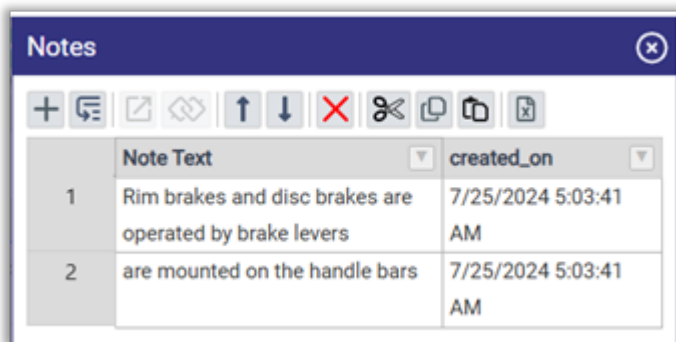 Notes
Note Text created_on
1 Rim brakes and disc brakes are 7/25/2024 5:03:41
operated by brake levers AM
2 are mounted on the handle bars 7/25/2024 5:03:41
AM